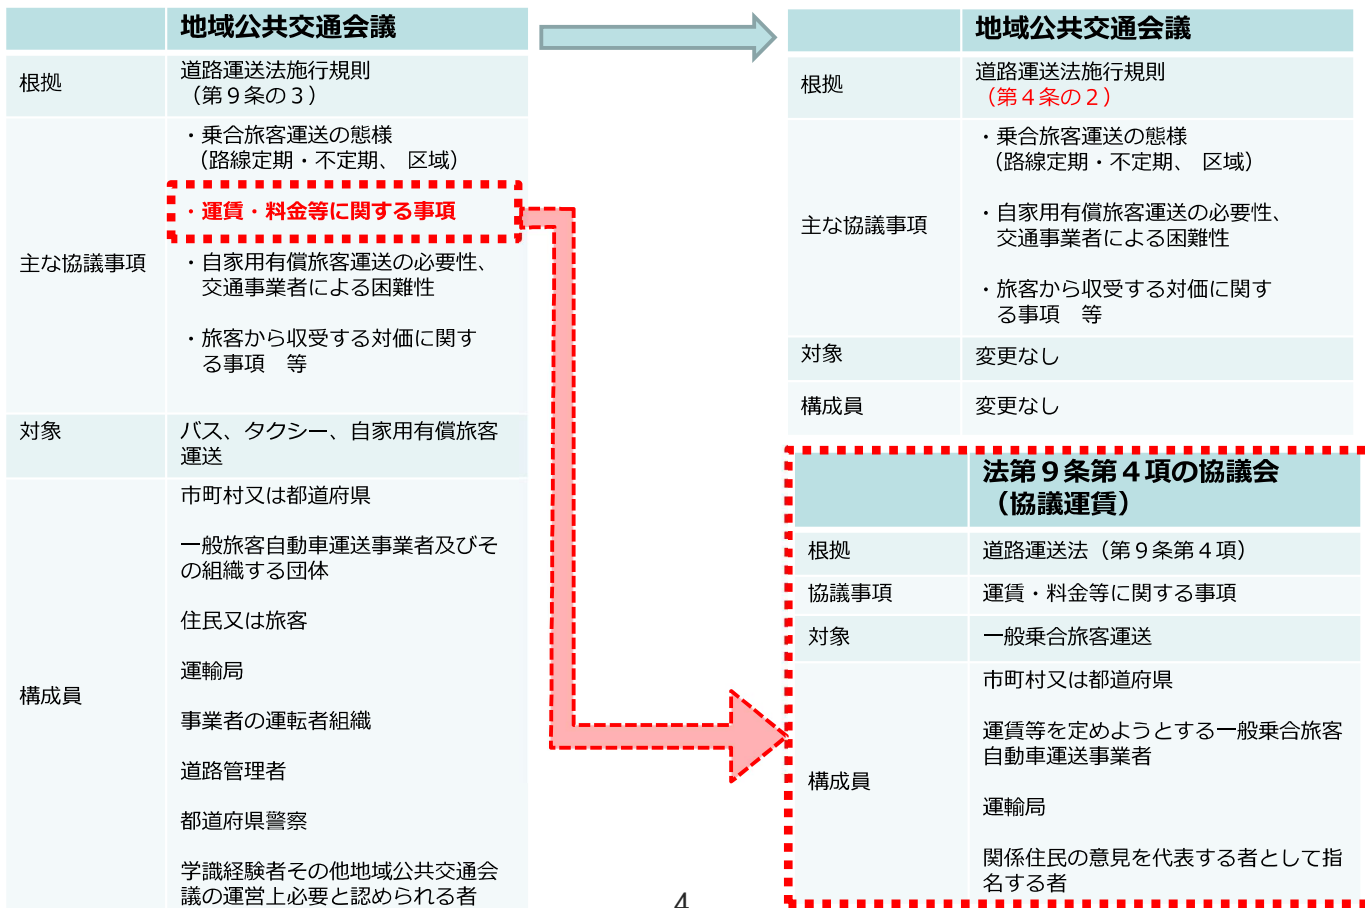 地域公共交通会議
根拠
道路運送法施行規則
（第９条の３）
主な協議事項
・乗合旅客運送の態様
（路線定期・不定期、 区域）
・運賃・料金等に関する事項
・自家用有償旅客運送の必要性、
交通事業者による困難性
・旅客から収受する対価に関す
る事項　等
対象
バス、タクシー、自家用有償旅客
運送
構成員
市町村又は都道府県
一般旅客自動車運送事業者及びそ
の組織する団体
住民又は旅客
運輸局
事業者の運転者組織
道路管理者
都道府県警察
学識経験者その他地域公共交通会
議の運営上必要と認められる者
地域公共交通会議
根拠
道路運送法施行規則
（第４条の２）
主な協議事項
・乗合旅客運送の態様
（路線定期・不定期、 区域）
・自家用有償旅客運送の必要性、
交通事業者による困難性
・旅客から収受する対価に関す
る事項　等
対象
変更なし
構成員
変更なし
法第９条第４項の協議会
（協議運賃）
根拠
道路運送法（第９条第４項）
協議事項
運賃・料金等に関する事項
対象
一般乗合旅客運送
構成員
市町村又は都道府県
運賃等を定めようとする一般乗合旅客
自動車運送事業者
運輸局
関係住民の意見を代表する者として指
名する者
4